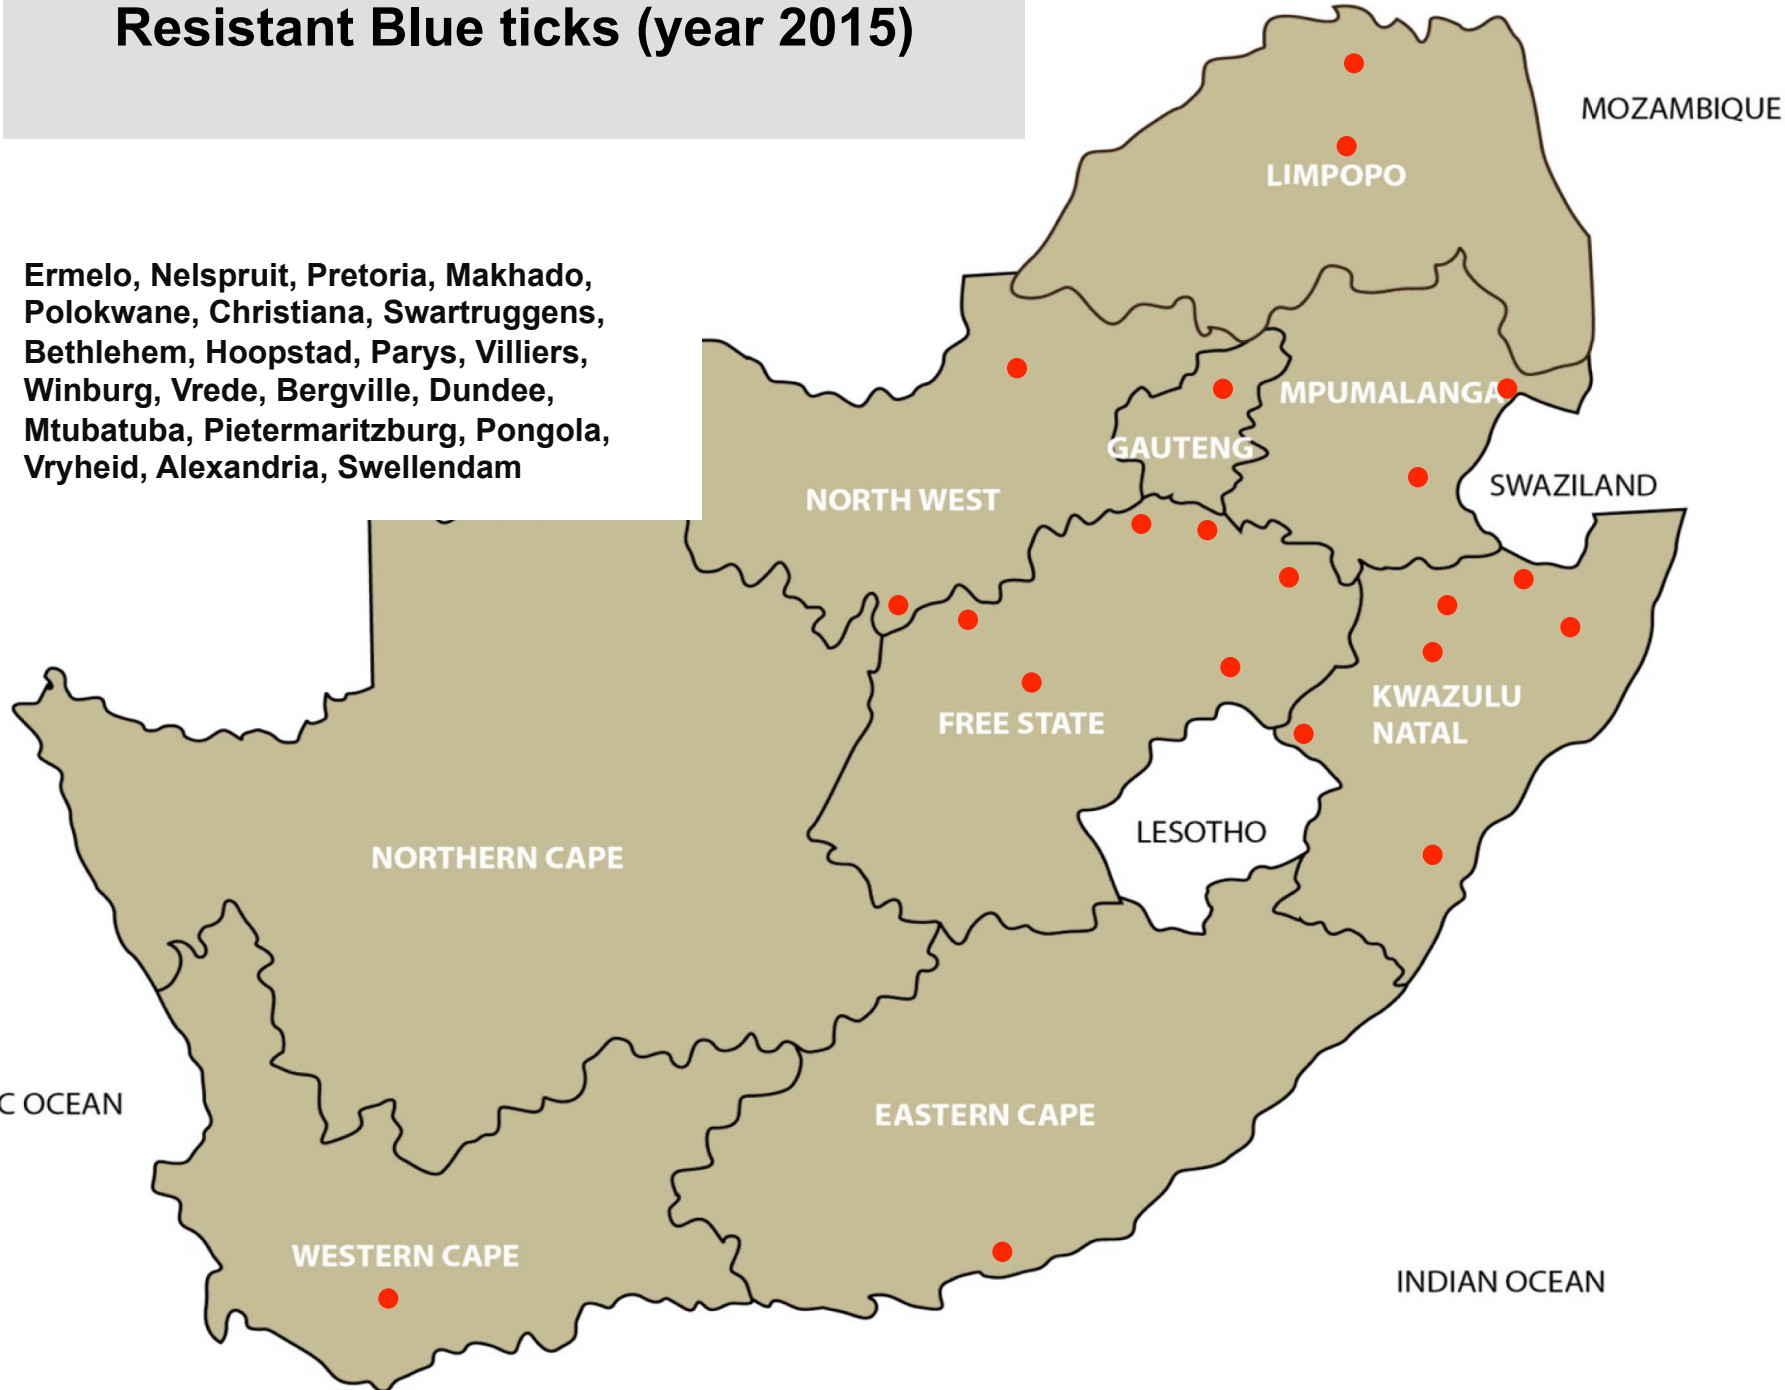 Resistant Blue ticks (year 2015)
MOZAMBIQUE
LIMPOPO
Ermelo, Nelspruit, Pretoria, Makhado,
Polokwane, Christiana, Swartruggens,
Bethlehem, Hoopstad, Parys, Villiers,
Winburg, Vrede, Bergville, Dundee,
Mtubatuba, Pietermaritzburg, Pongola,
Vryheid, Alexandria, Swellendam
MPUMALANGA
GAUTENG
SWAZILAND
NORTH WEST
KWAZULU
NATAL
FREE STATE
LESOTHO
NORTHERN CAPE
C OCEAN
EASTERN CAPE
WESTERN CAPE
INDIAN OCEAN